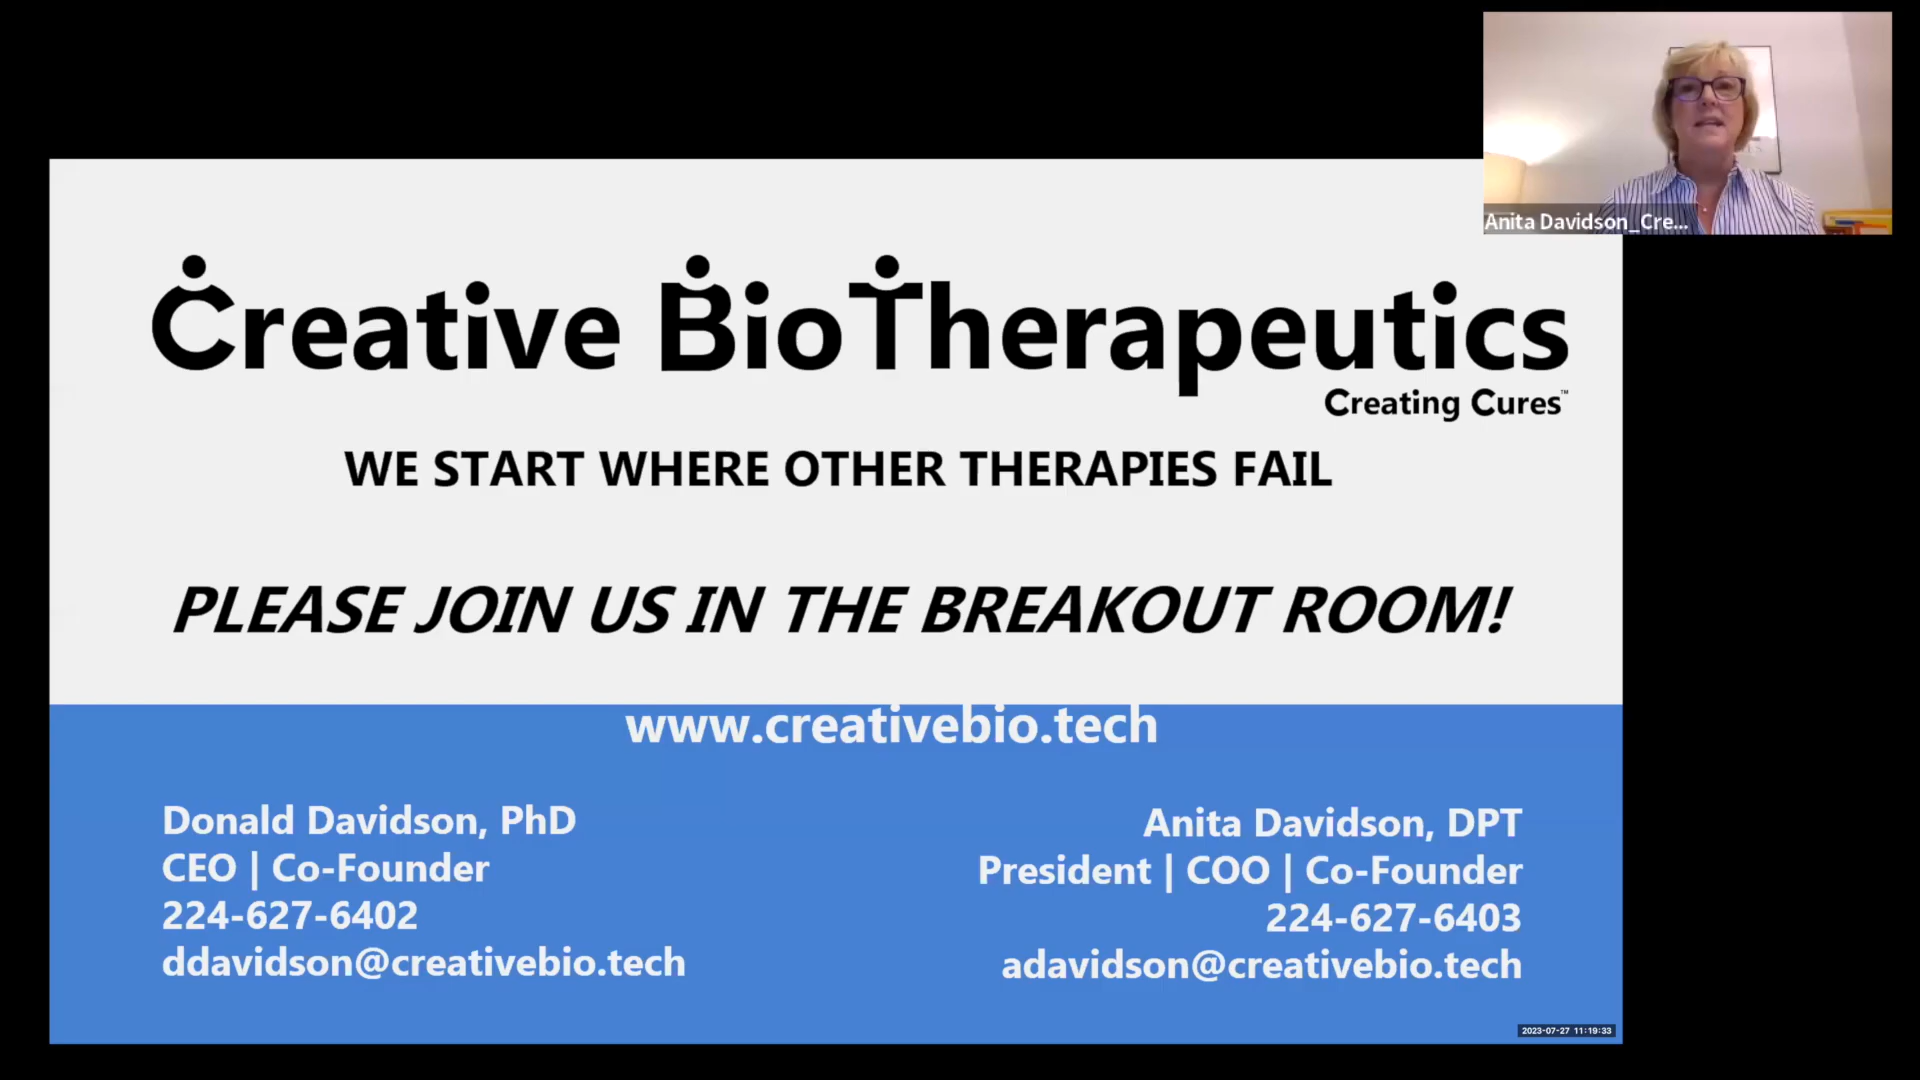 Anita Davidson_Cre...
Creative BioTherapeutics
Creating Cures™
WE START WHERE OTHER THERAPIES FAIL
PLEASE JOIN US IN THE BREAKOUT ROOM!
www.creativebio.tech
Donald Davidson, PhD
CEO | Co-Founder
224-627-6402
ddavidson@creativebio.tech
Anita Davidson, DPT
President | COO | Co-Founder
224-627-6403
adavidson@creativebio.tech
2023-07-27 11:19:33